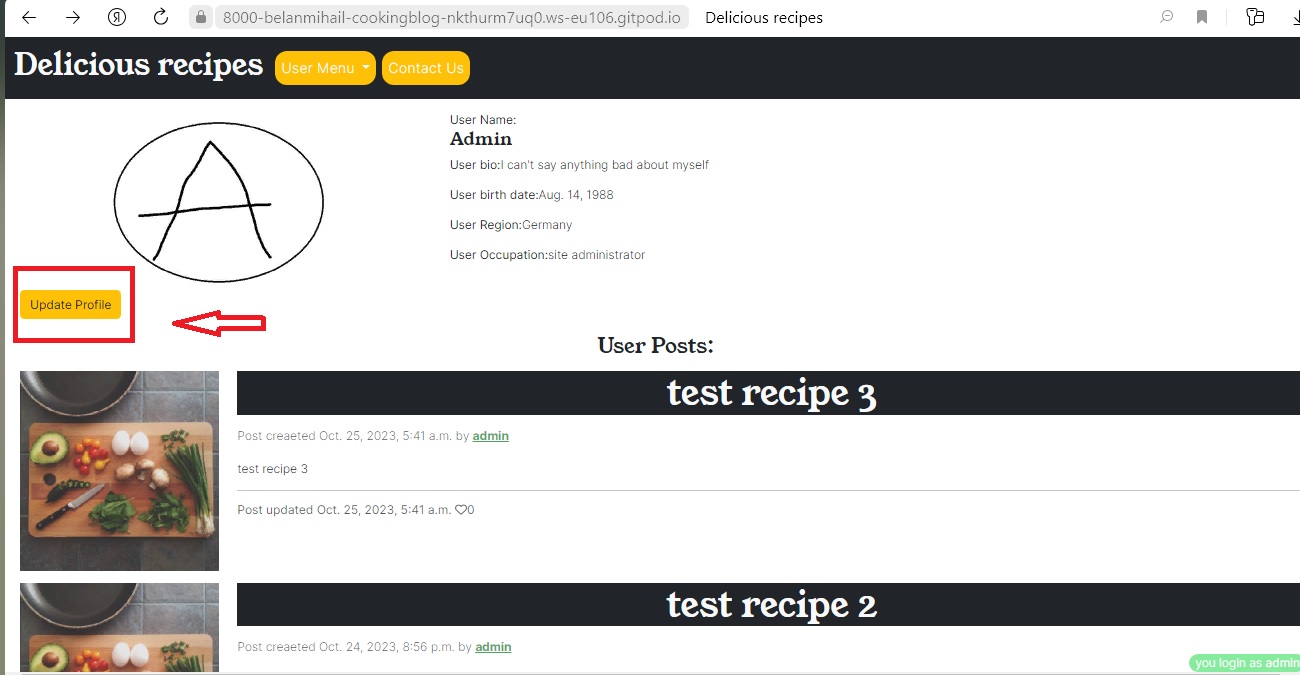 8000-belanmihail-cookingblog-nkthurm7uq0.ws-eu106.gitpod.io Delicious recipes
Delicious recipes User Menu Contact Us
A
User Name:
Admin
User bio:I can't say anything bad about myself
User birth date:Aug. 14, 1988
User Region:Germany
User Occupation:site administrator
Update Profile
User Posts:
test recipe 3
Post creaeted Oct. 25, 2023, 5:41 a.m. by admin
test recipe 3
Post updated Oct. 25, 2023, 5:41 a.m. 0
test recipe 2
Post creaeted Oct. 24, 2023, 8:56 p.m. by admin
you login as admin